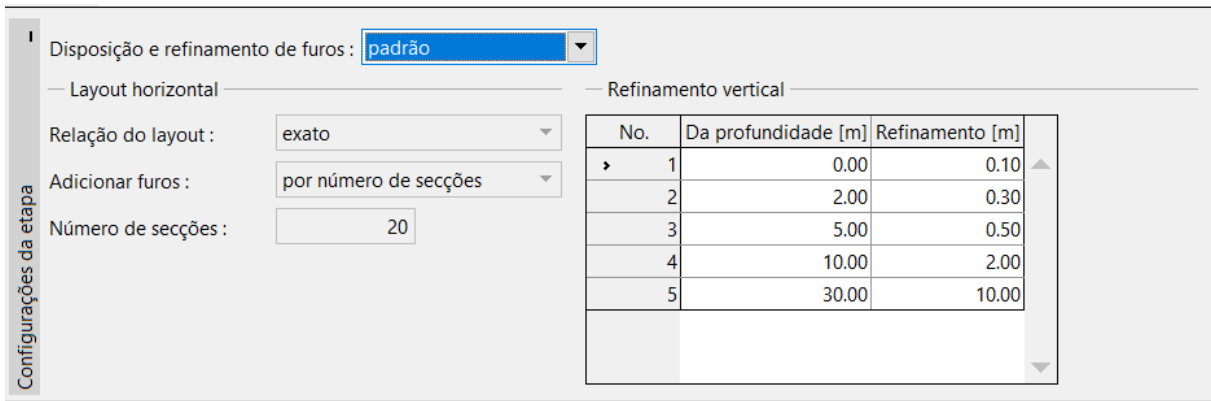 Configurações da etapa
Disposição e refinamento de furos : padrão
Layout horizontal
Relação do layout : exato
Adicionar furos : por número de secções
Número de secções : 20
Refinamento vertical
No. Da profundidade [m] Refinamento [m]
1 0.00 0.10
2 2.00 0.30
3 5.00 0.50
4 10.00 2.00
5 30.00 10.00